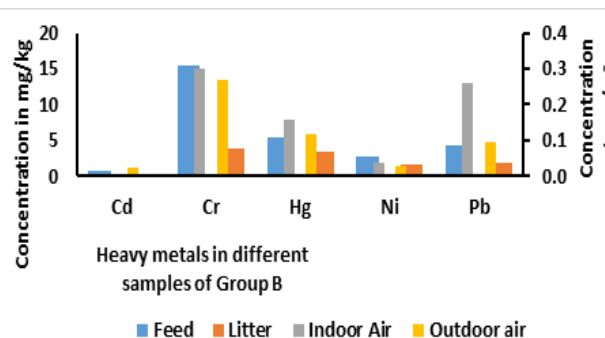 Concentration in mg/kg
20
15
10
5
0
0.4
0.3
0.2
0.1
0.0
Concentration
Cd Cr Hg Ni Pb
Heavy metals in different
samples of Group B
Feed Litter Indoor Air Outdoor air